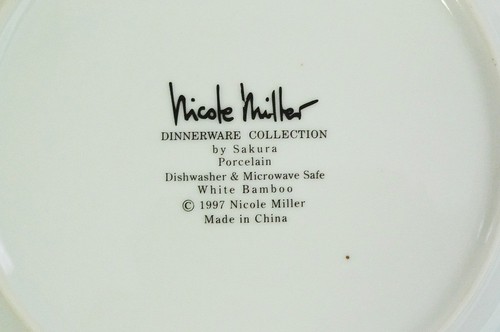 Nicole Miller
DINNERWARE COLLECTION
by Sakura
Porcelain
Dishwasher & Microwave Safe
White Bamboo
© 1997 Nicole Miller
Made in China